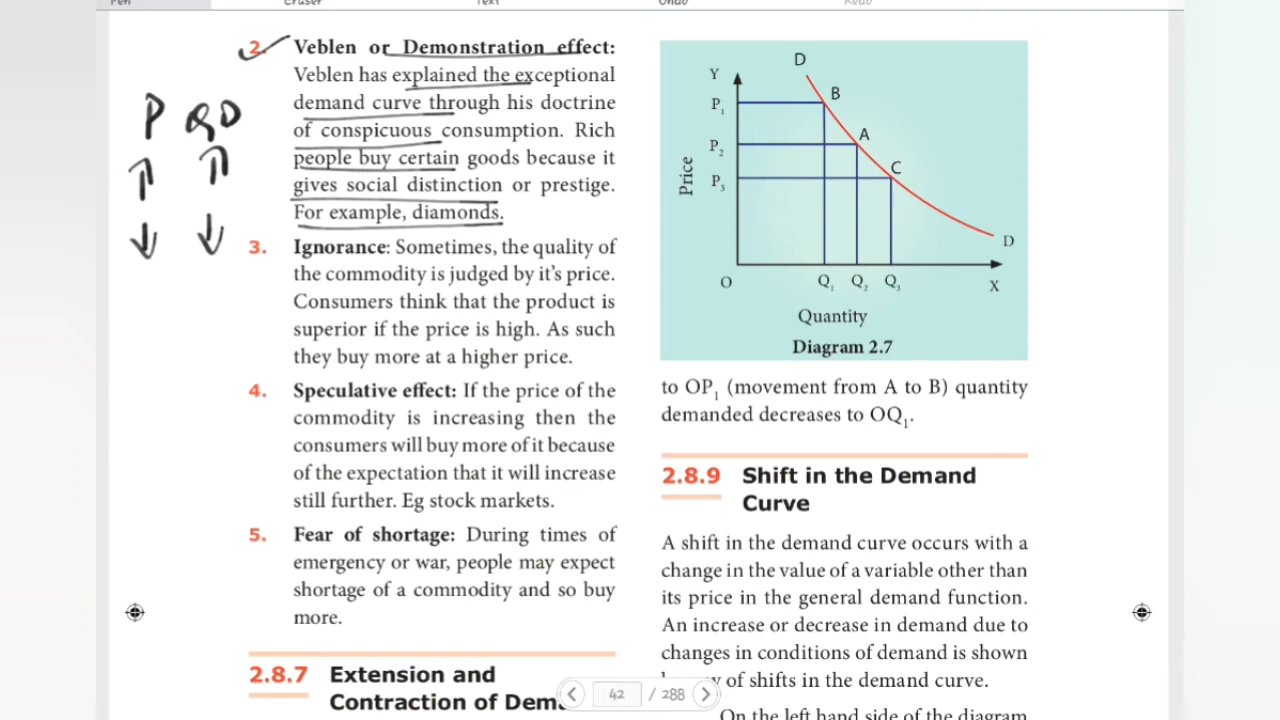 Pen
Eraser
Text
Undo
Redo
P QD
2. Veblen or Demonstration effect:
Veblen has explained the exceptional
demand curve through his doctrine
of conspicuous consumption. Rich
people buy certain goods because it
gives social distinction or prestige.
For example, diamonds.
3. Ignorance: Sometimes, the quality of
the commodity is judged by it's price.
Consumers think that the product is
superior if the price is high. As such
they buy more at a higher price.
4. Speculative effect: If the price of the
commodity is increasing then the
consumers will buy more of it because
of the expectation that it will increase
still further. Eg stock markets.
5. Fear of shortage: During times of
emergency or war, people may expect
shortage of a commodity and so buy
more.
2.8.7 Extension and
Contraction of
D
Y
B
P₁
A
P₂
C
P₃
Price
D
O Q₁ Q₂ Q₃ X
Quantity
Diagram 2.7
to OP₁ (movement from A to B) quantity
demanded decreases to OQ₁.
2.8.9 Shift in the Demand
Curve
A shift in the demand curve occurs with a
change in the value of a variable other than
its price in the general demand function.
An increase or decrease in demand due to
changes in conditions of demand is shown
of shifts in the demand curve.
On the left hand side of the diagram
42 / 288